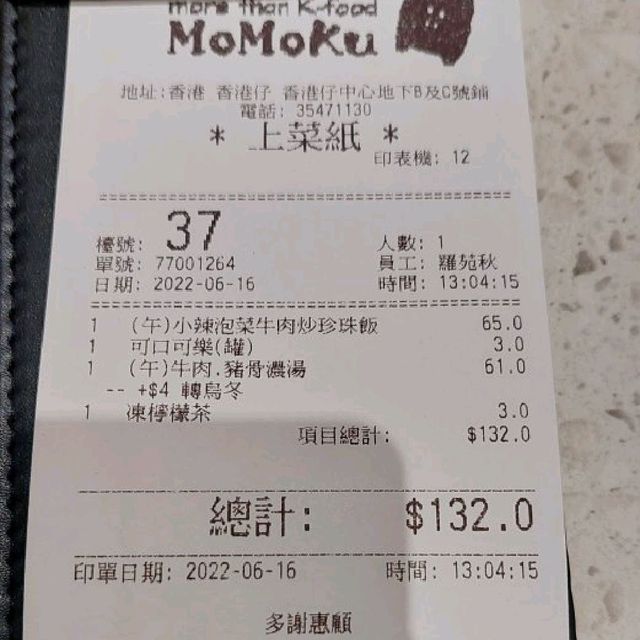 more than K-food
MoMoKu
地址:香港 香港仔 香港仔中心地下B及C號鋪
電話: 35471130
* 上菜紙 *
印表機: 12
檯號: 37
人數: 1
單號: 77001264
員工: 羅苑秋
日期: 2022-06-16
時間: 13:04:15
1 (午)小辣泡菜牛肉炒珍珠飯 65.0
1 可口可樂(罐) 3.0
1 (午)牛肉.豬骨濃湯 61.0
-- +$4 轉烏冬
1 凍檸檬茶 3.0
項目總計: $132.0
總計: $132.0
印單日期: 2022-06-16 時間: 13:04:15
多謝惠顧